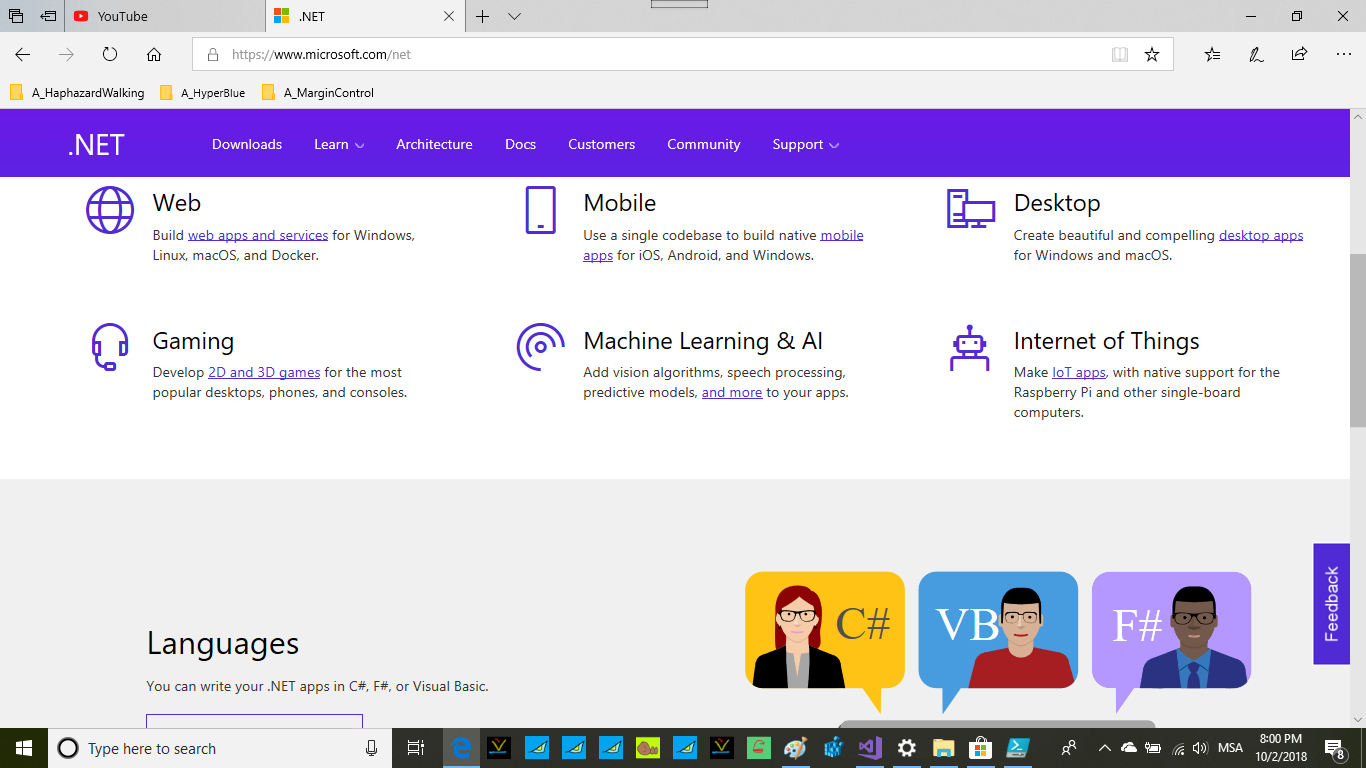 YouTube
.NET
https://www.microsoft.com/net
A_HaphazardWalking
A_HyperBlue
A_MarginControl
.NET
Downloads
Learn
Architecture
Docs
Customers
Community
Support
Web
Build web apps and services for Windows,
Linux, macOS, and Docker.
Mobile
Use a single codebase to build native mobile
apps for iOS, Android, and Windows.
Desktop
Create beautiful and compelling desktop apps
for Windows and macOS.
Gaming
Develop 2D and 3D games for the most
popular desktops, phones, and consoles.
Machine Learning & AI
Add vision algorithms, speech processing,
predictive models, and more to your apps.
Internet of Things
Make IoT apps, with native support for the
Raspberry Pi and other single-board
computers.
Feedback
C#
VB
F#
Languages
You can write your .NET apps in C#, F#, or Visual Basic.
Type here to search
MSA
8:00 PM
10/2/2018
8